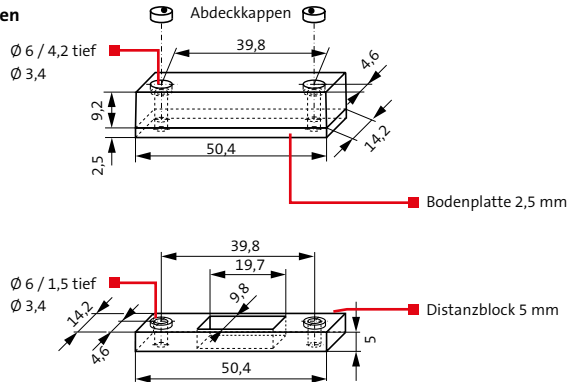 en
Abdeckkappen
Ø 6 / 4,2 tief
Ø 3,4
39,8
4,6
9,2
14,2
2,5
50,4
Bodenplatte 2,5 mm
39,8
19,7
9,8
Ø 6 / 1,5 tief
Ø 3,4
14,2
4,6
Distanzblock 5 mm
5
50,4